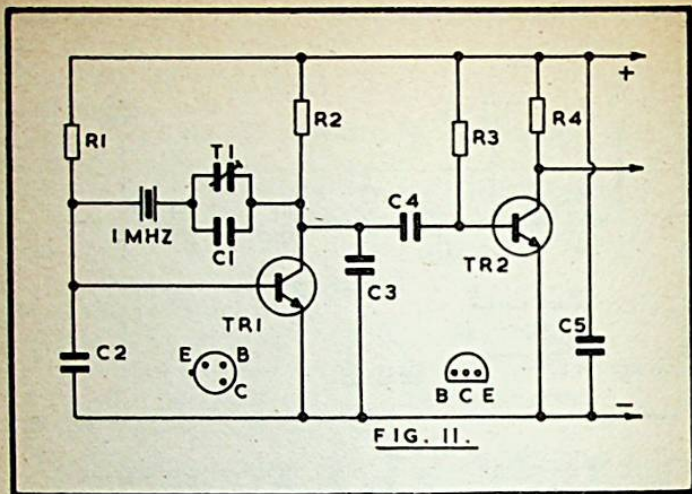 +
R1
R2
R3
R4
T1
C4
1 MHZ
C1
TR2
C3
TR1
C5
C2
E B
C
B C E
−
FIG. 11.